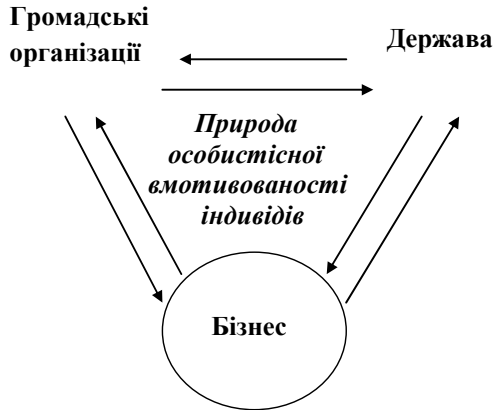 Громадські
організації
Держава
Природа
особистісної
вмотивованості
індивідів
Бізнес